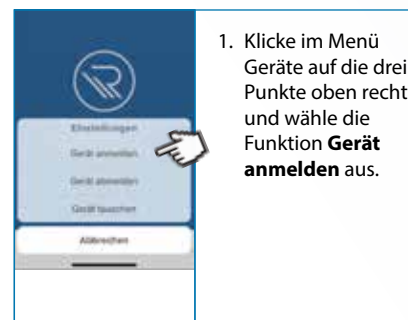 1. Klicke im Menü
Geräte auf die drei
Punkte oben recht
und wähle die
Funktion Gerät
anmelden aus.
Einstellungen
Gerät anmelden
Gerät abmelden
Gerät tauschen
Abbrechen